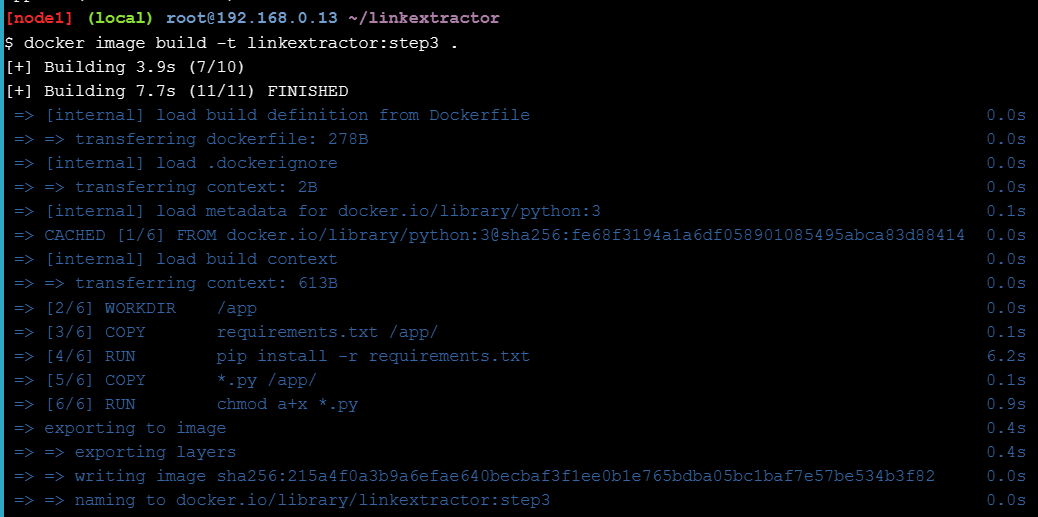 [node1] (local) root@192.168.0.13 ~/linkextractor
$ docker image build -t linkextractor:step3 .
[+] Building 3.9s (7/10)
[+] Building 7.7s (11/11) FINISHED
=> [internal] load build definition from Dockerfile 0.0s
=> => transferring dockerfile: 278B 0.0s
=> [internal] load .dockerignore 0.0s
=> => transferring context: 2B 0.0s
=> [internal] load metadata for docker.io/library/python:3 0.1s
=> CACHED [1/6] FROM docker.io/library/python:3@sha256:fe68f3194a1a6df058901085495abca83d88414 0.0s
=> [internal] load build context 0.0s
=> => transferring context: 613B 0.0s
=> [2/6] WORKDIR /app 0.0s
=> [3/6] COPY requirements.txt /app/ 0.1s
=> [4/6] RUN pip install -r requirements.txt 6.2s
=> [5/6] COPY *.py /app/ 0.1s
=> [6/6] RUN chmod a+x *.py 0.9s
=> exporting to image 0.4s
=> => exporting layers 0.4s
=> => writing image sha256:215a4f0a3b9a6efae640becbaf3f1ee0b1e765bdba05bc1baf7e57be534b3f82 0.0s
=> => naming to docker.io/library/linkextractor:step3 0.0s